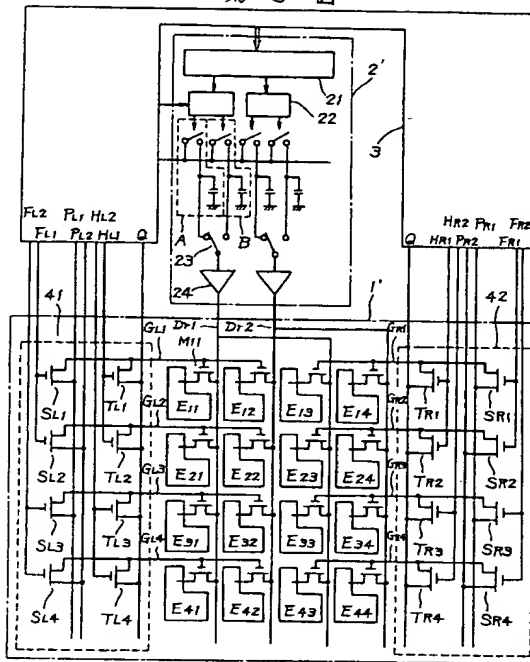 21
2'
22
3
A
B
23
24
FL2
FL1
PL1
PL2
HL2
HL1
Q
Q
HR2
HR1
PR2
PR1
FR2
FR1
41
1'
42
GL1
Dr1
Dr2
GR1
M11
SL1
TL1
E11
E12
E13
E14
TR1
SR1
GL2
GR2
SL2
TL2
E21
E22
E23
E24
TR2
SR2
GL3
GR3
SL3
TL3
E31
E32
E33
E34
TR3
SR3
GL4
GR4
SL4
TL4
E41
E42
E43
E44
TR4
SR4